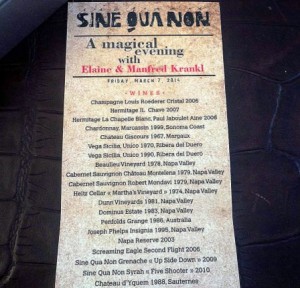 SINE QUA NON
A magical
evening
with
Elaine & Manfred Krankl
FRIDAY, MARCH 7, 2014
• WINES •
Champagne Louis Roederer Cristal 2006
Hermitage JL Chave 2007
Hermitage La Chapelle Blanc, Paul Jaboulet Aine 2006
Chardonnay, Marcassin 1999, Sonoma Coast
Chateau Giscours 1967, Margaux
Vega Sicilia, Unico 1970, Ribera del Duero
Vega Sicilia, Unico 1990, Ribera del Duero
Beaulieu Vineyard 1978, Napa Valley
Cabernet Sauvignon Château Montelena 1979, Napa Valley
Cabernet Sauvignon Robert Mondavi 1979, Napa Valley
Heitz Cellar « Martha's Vineyard » 1974, Napa Valley
Dunn Vineyards 1991, Napa Valley
Dominus Estate 1983, Napa Valley
Penfolds Grange 1986, Australia
Joseph Phelps Insignia 1995, Napa Valley
Napa Reserve 2003
Screaming Eagle Second Flight 2006
Sine Qua Non Grenache « Up Side Down » 2009
Sine Qua Non Syrah « Five Shooter » 2010
Chateau d'Yquem 1988, Sauternes